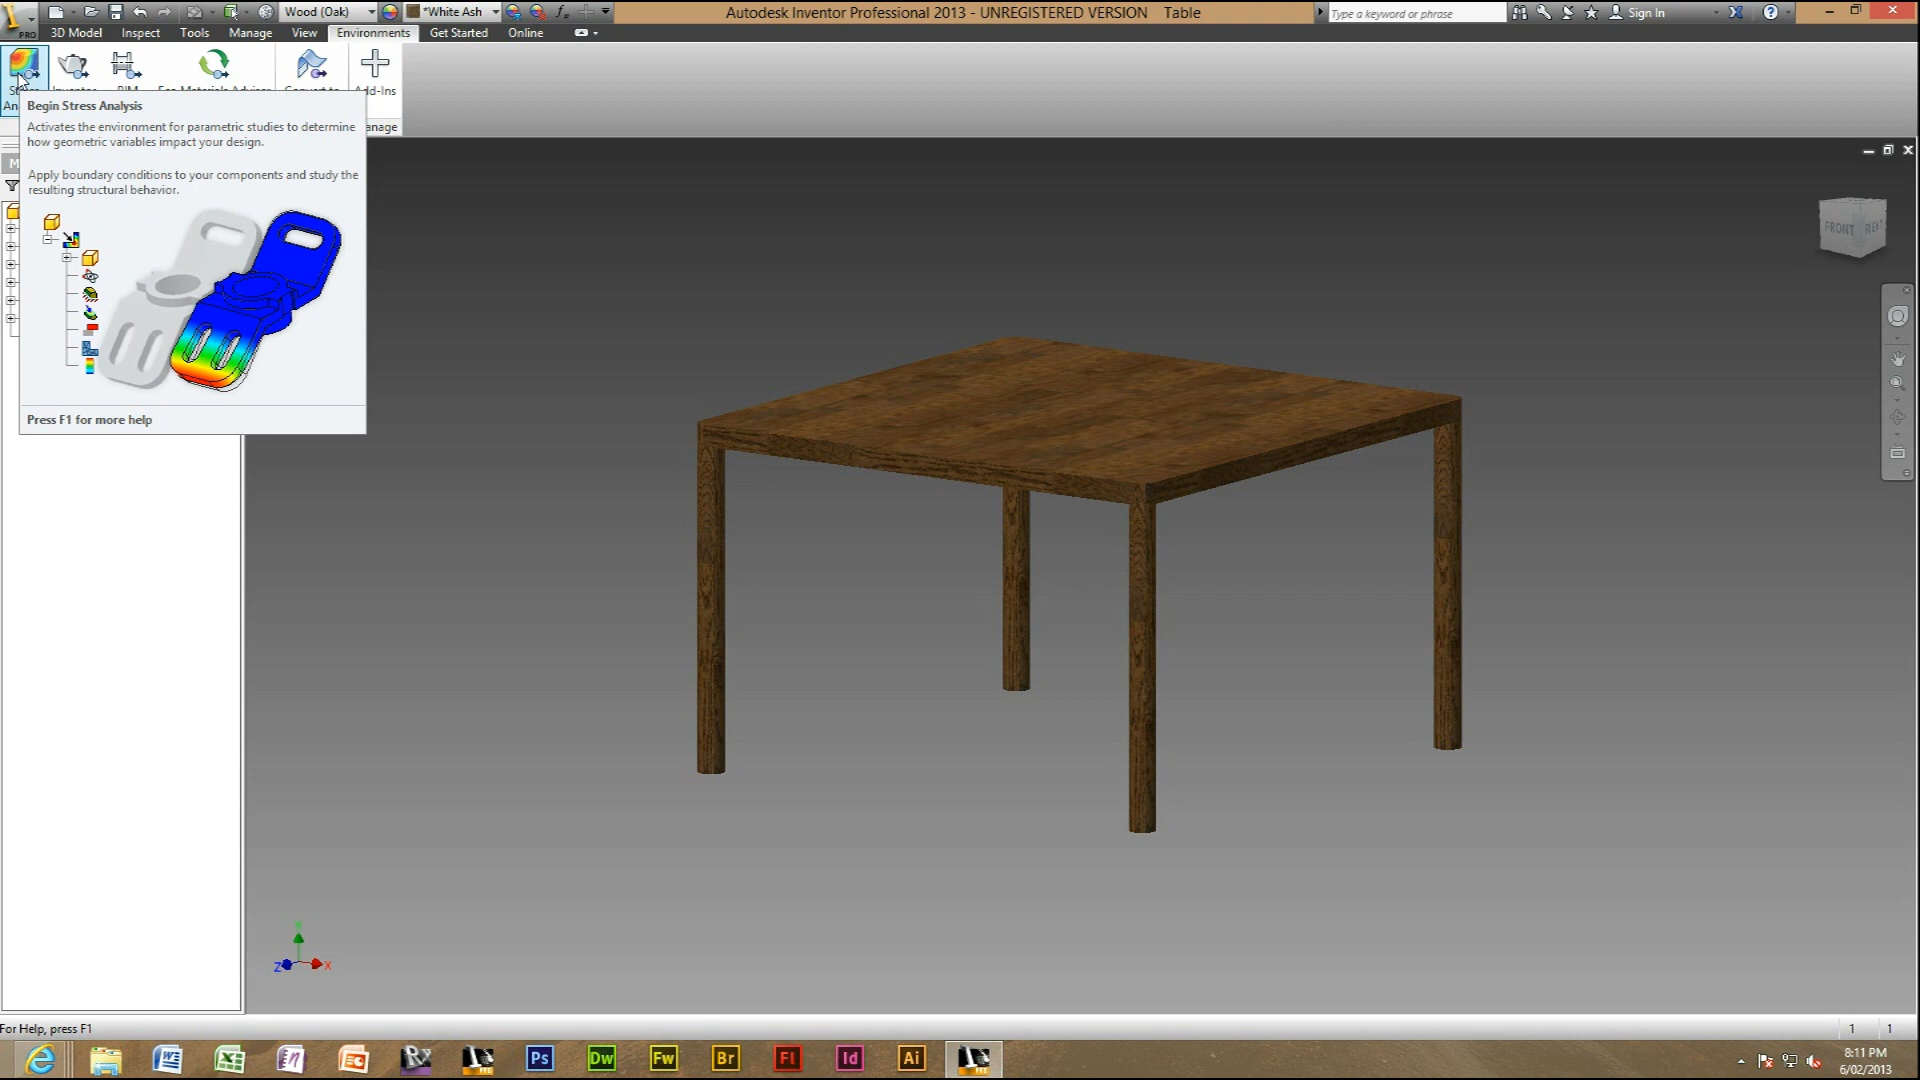 Wood (Oak) *White Ash Autodesk Inventor Professional 2013 - UNREGISTERED VERSION Table Type a keyword or phrase Sign In
PRO 3D Model Inspect Tools Manage View Environments Get Started Online
Add-Ins
Begin Stress Analysis
Activates the environment for parametric studies to determine
how geometric variables impact your design.
Apply boundary conditions to your components and study the
resulting structural behavior.
Press F1 for more help
FRONT RIGHT
Y
Z X
For Help, press F1 1 1
Ps Dw Fw Br Fl Id Ai
8:11 PM
6/02/2013